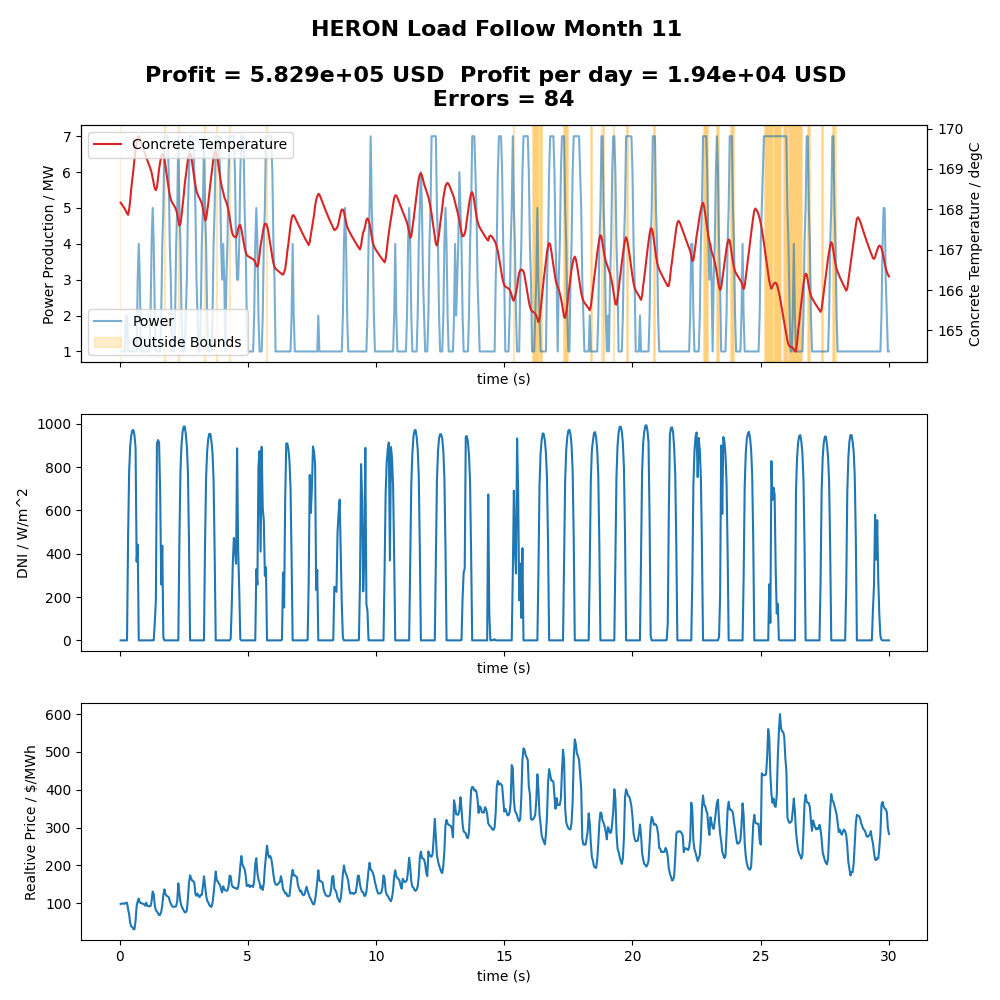 HERON Load Follow Month 11
Profit = 5.829e+05 USD  Profit per day = 1.94e+04 USD
Errors = 84
Power Production / MW
7
6
5
4
3
2
1
Concrete Temperature
Power
Outside Bounds
170
169
168
167
166
165
Concrete Temperature / degC
time (s)
DNI / W/m^2
1000
800
600
400
200
0
time (s)
Realtive Price / $/MWh
600
500
400
300
200
100
0 5 10 15 20 25 30
time (s)